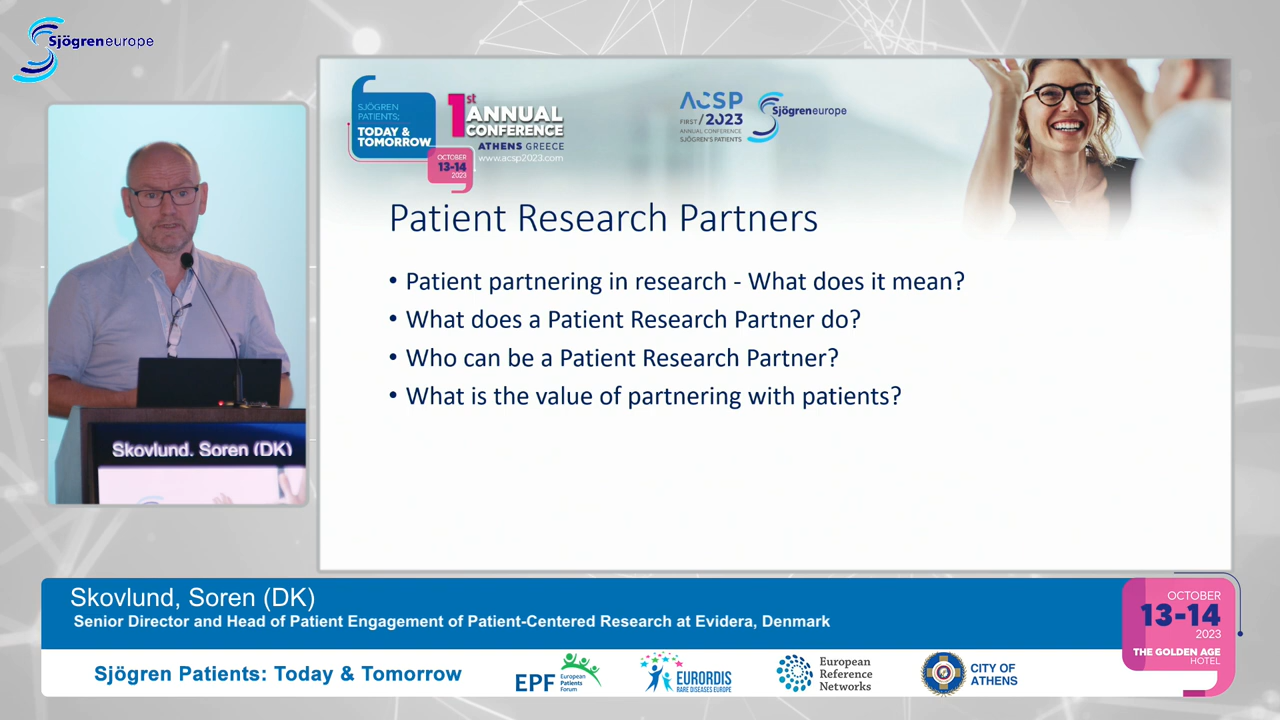 Sjögreneurope
SJÖGREN
PATIENTS:
TODAY &
TOMORROW
1st
ANNUAL
CONFERENCE
ATHENS GREECE
www.acsp2023.com
OCTOBER
13-14
2023
ACSP
FIRST / 2023
ANNUAL CONFERENCE
SJÖGREN'S PATIENTS
Sjögreneurope
Patient Research Partners
• Patient partnering in research - What does it mean?
• What does a Patient Research Partner do?
• Who can be a Patient Research Partner?
• What is the value of partnering with patients?
Skovlund. Soren (DK)
Skovlund, Soren (DK)
Senior Director and Head of Patient Engagement of Patient-Centered Research at Evidera, Denmark
OCTOBER
13-14
2023
THE GOLDEN AGE
HOTEL
Sjögren Patients: Today & Tomorrow
EPF
European
Patients
Forum
EURORDIS
RARE DISEASES EUROPE
European
Reference
Networks
CITY OF
ATHENS